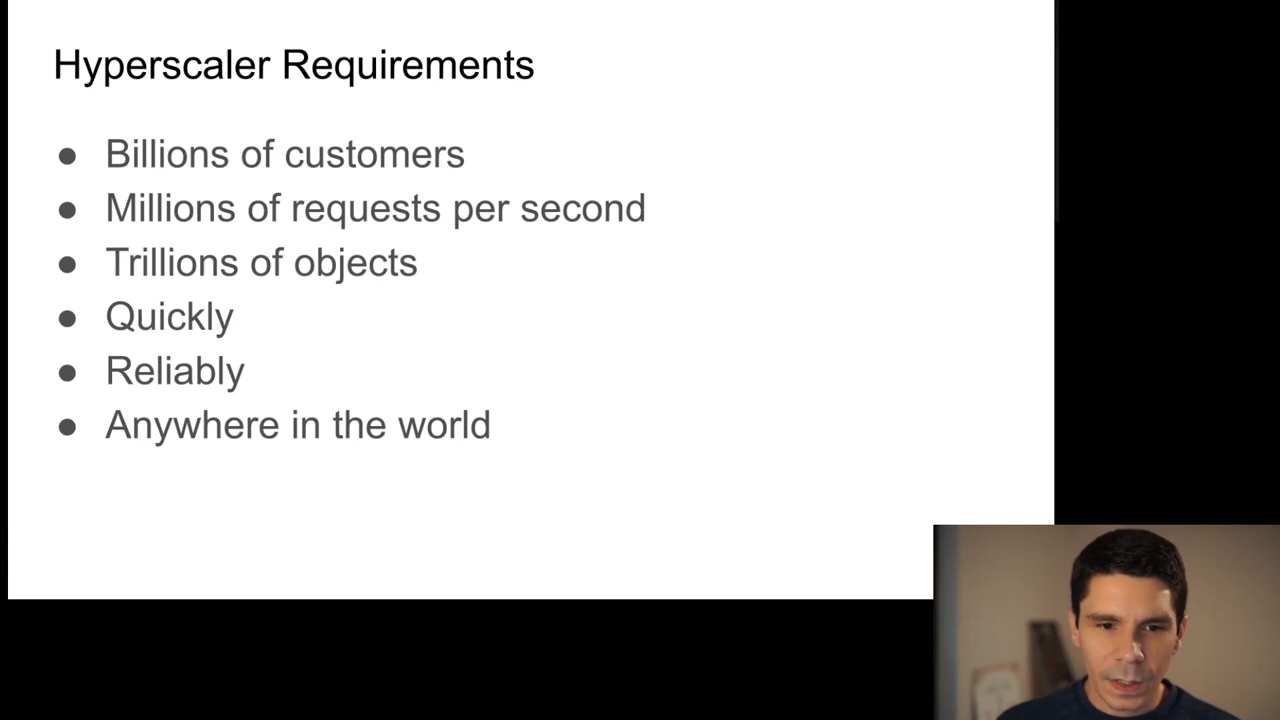 Hyperscaler Requirements
● Billions of customers
● Millions of requests per second
● Trillions of objects
● Quickly
● Reliably
● Anywhere in the world